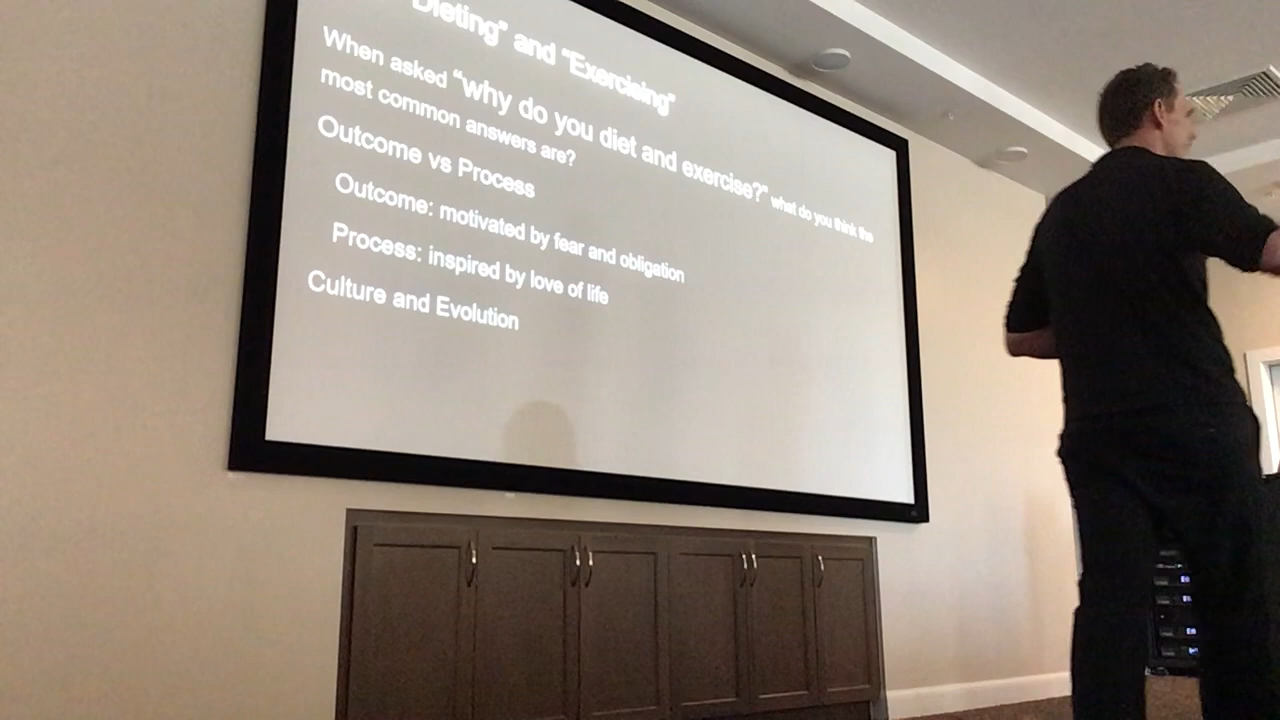 "Dieting" and "Exercising"
When asked "why do you diet and exercise?" what do you think the
most common answers are?
Outcome vs Process
Outcome: motivated by fear and obligation
Process: inspired by love of life
Culture and Evolution